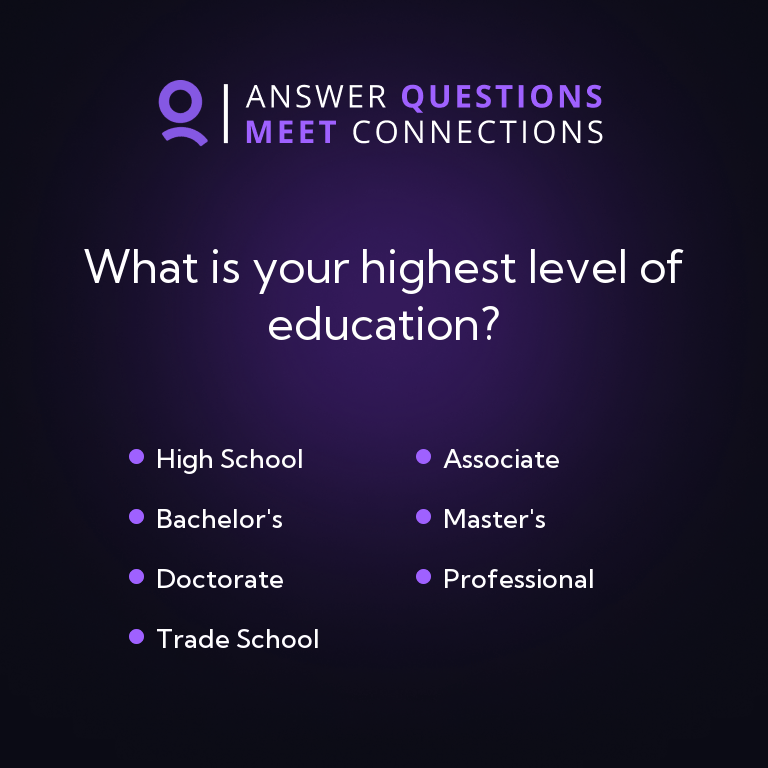 ANSWER QUESTIONS
MEET CONNECTIONS
What is your highest level of
education?
High School
Associate
Bachelor's
Master's
Doctorate
Professional
Trade School